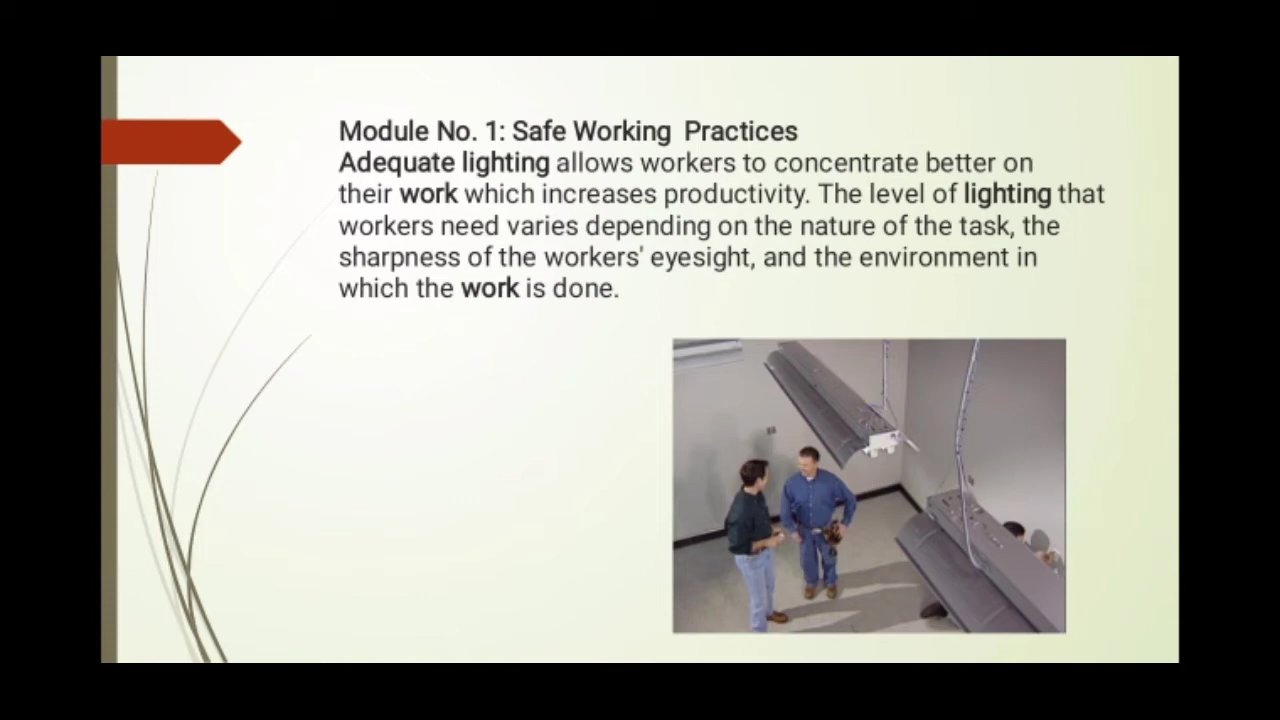 Module No. 1: Safe Working  Practices
Adequate lighting allows workers to concentrate better on
their work which increases productivity. The level of lighting that
workers need varies depending on the nature of the task, the
sharpness of the workers' eyesight, and the environment in
which the work is done.